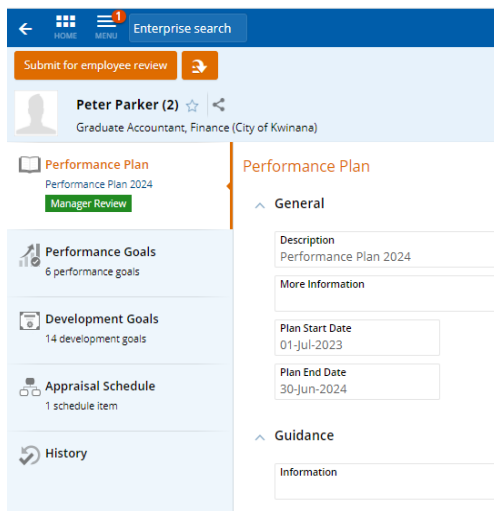 1
HOME
MENU
Enterprise search
Submit for employee review
Peter Parker (2)
Graduate Accountant, Finance (City of Kwinana)
Performance Plan
Performance Plan 2024
Manager Review
Performance Goals
6 performance goals
Development Goals
14 development goals
Appraisal Schedule
1 schedule item
History
Performance Plan
General
Description
Performance Plan 2024
More Information
Plan Start Date
01-Jul-2023
Plan End Date
30-Jun-2024
Guidance
Information